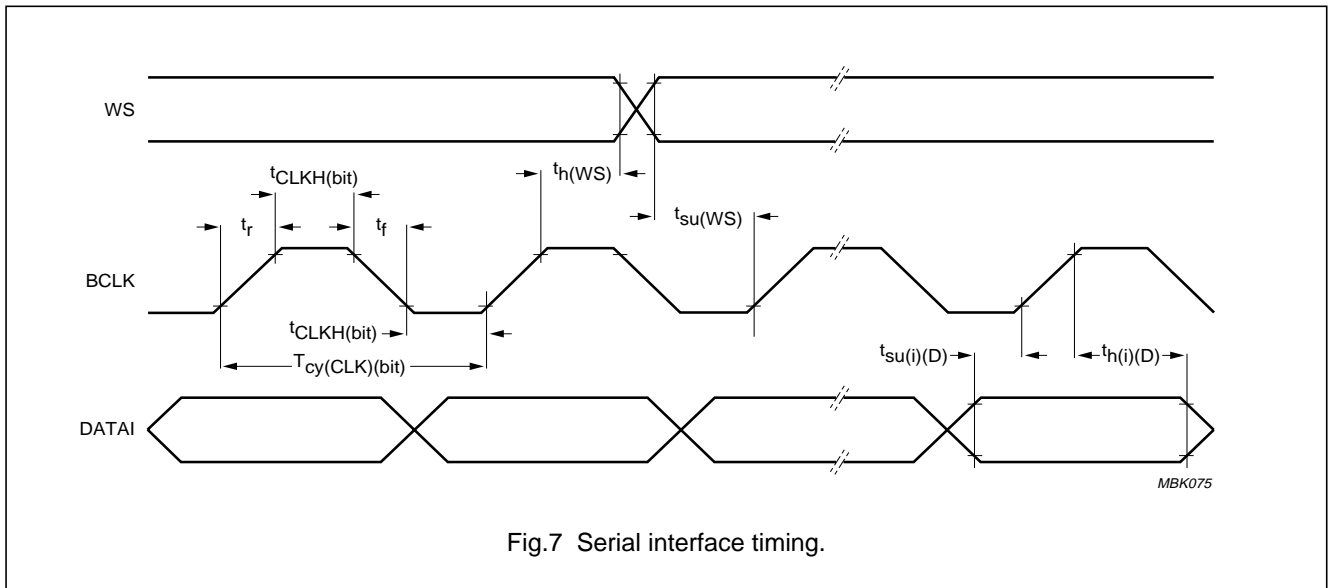 WS
tCLKH(bit)
th(WS)
tr
tf
tsu(WS)
BCLK
tCLKH(bit)
Tcy(CLK)(bit)
tsu(i)(D)
th(i)(D)
DATAI
MBK075
Fig.7 Serial interface timing.